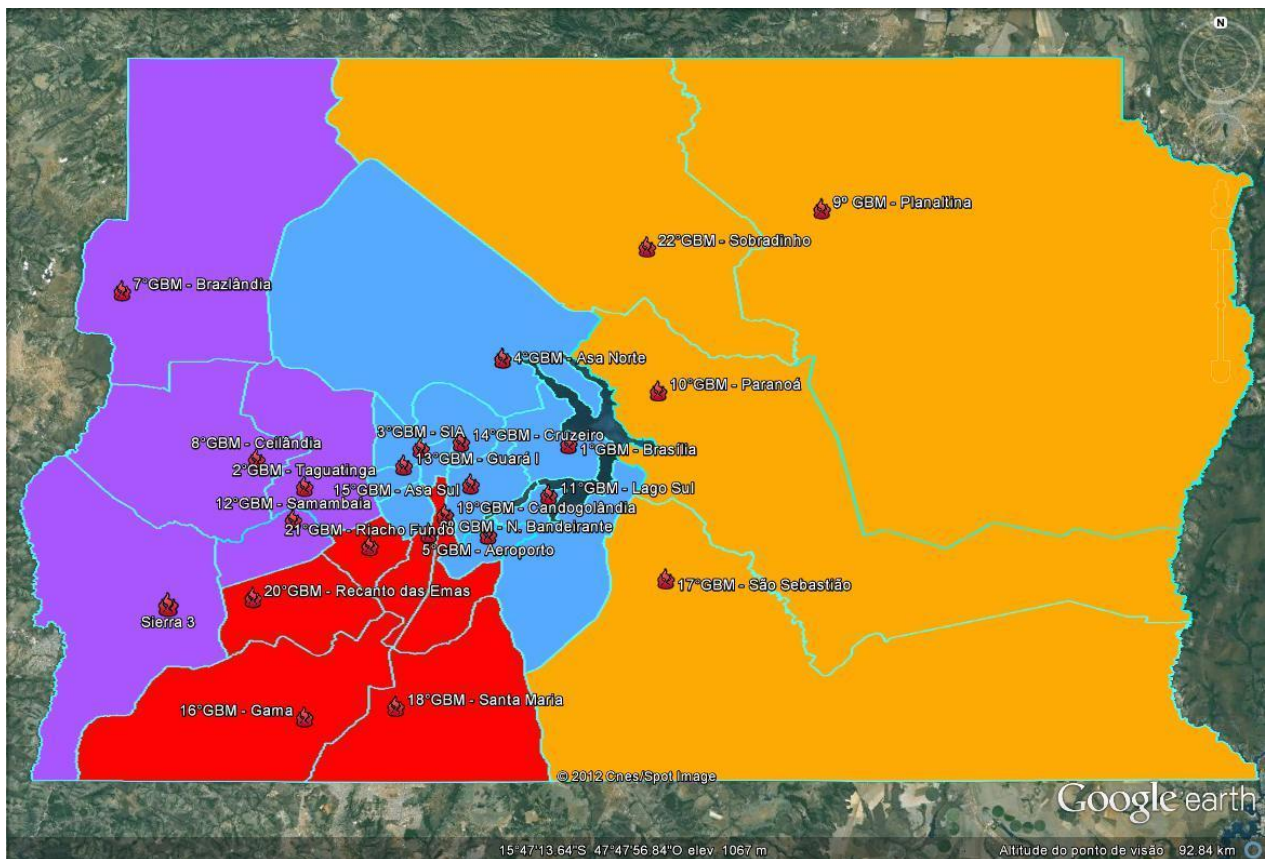 N
9º GBM - Planaltina
22°GBM - Sobradinho
7°GBM - Brazlândia
4°GBM - Asa Norte
10°GBM - Paranoá
3°GBM - SIA
14°GBM - Cruzeiro
8°GBM - Ceilândia
1°GBM - Brasília
13°GBM - Guará I
2°GBM - Taguatinga
15°GBM - Asa Sul
11°GBM - Lago Sul
12°GBM - Samambaia
19°GBM - Candogolândia
21°GBM - Riacho Fundo
GBM - N. Bandeirante
5°GBM - Aeroporto
17°GBM - São Sebastião
20°GBM - Recanto das Emas
Sierra 3
18°GBM - Santa Maria
16°GBM - Gama
© 2012 Cnes/Spot Image
Google earth
15°47'13.64"S 47°47'56.84"O elev 1067 m
Altitude do ponto de visão 92.84 km